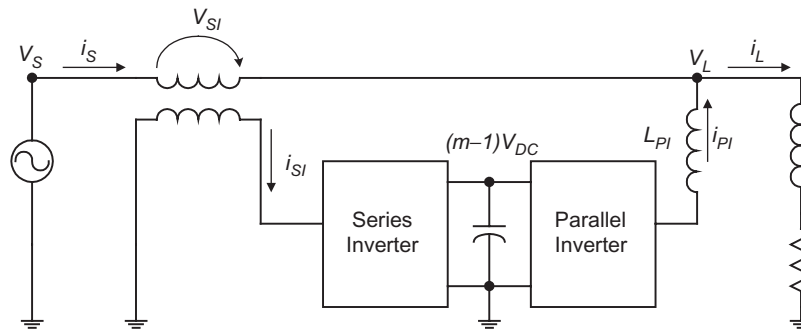 V_SI
V_S
i_S
V_L
i_L
i_SI
(m–1)V_DC
L_PI
i_PI
Series
Inverter
Parallel
Inverter